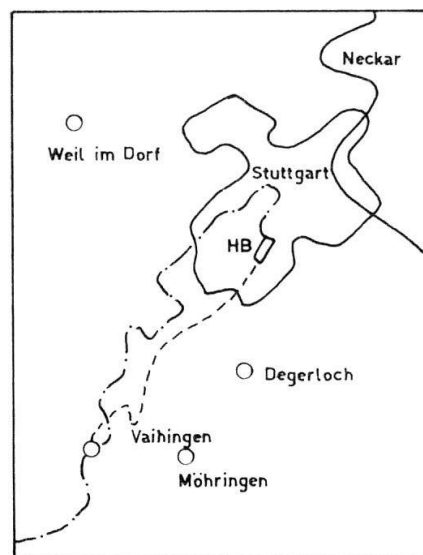 Neckar
Weil im Dorf
Stuttgart
HB
Degerloch
Vaihingen
Möhringen